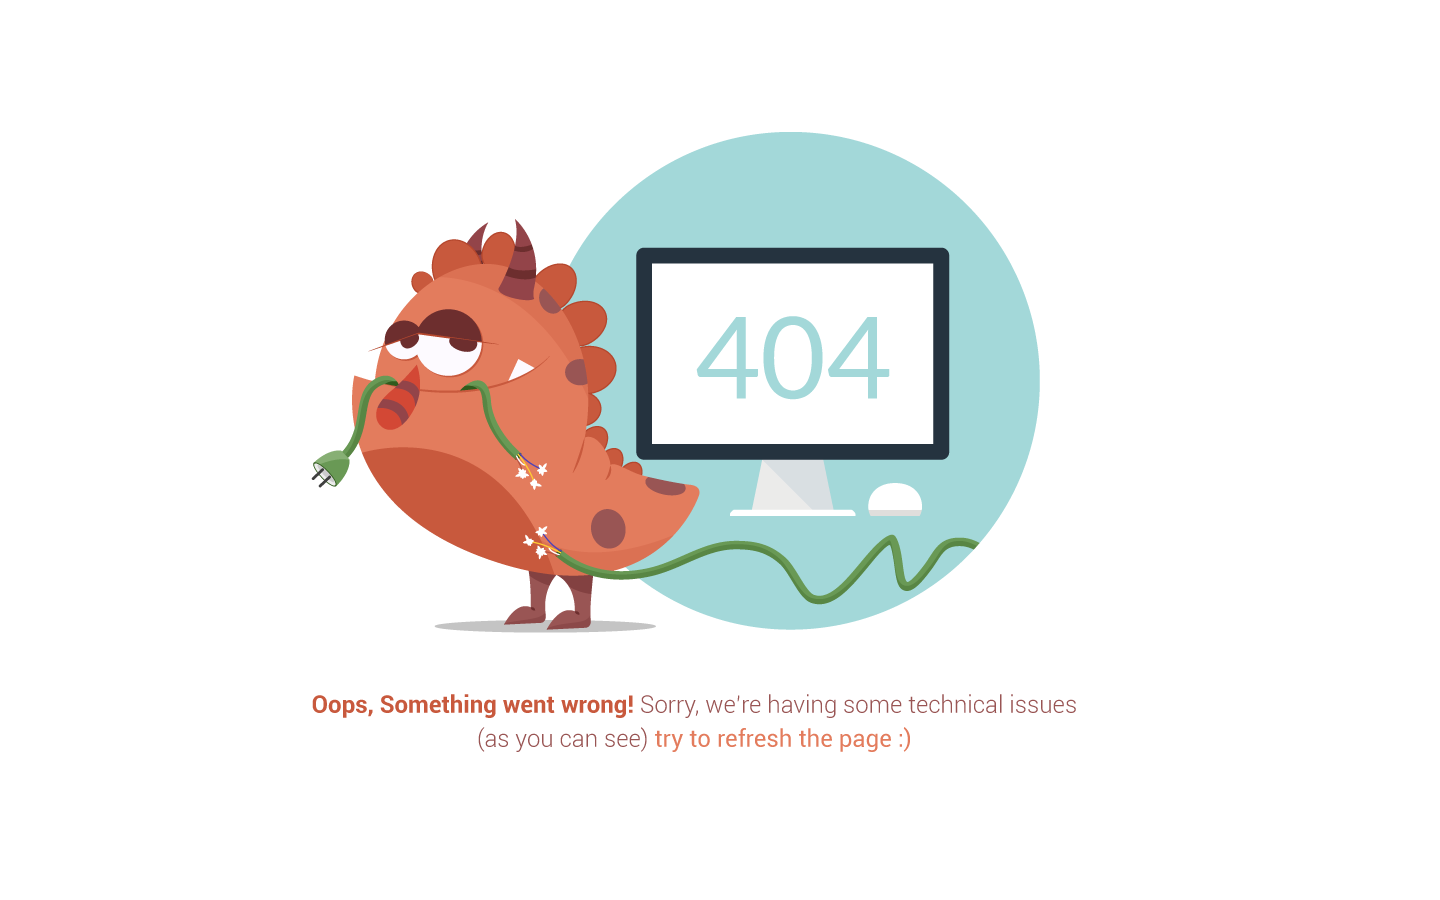 404
Oops, Something went wrong! Sorry, we're having some technical issues
(as you can see) try to refresh the page :)